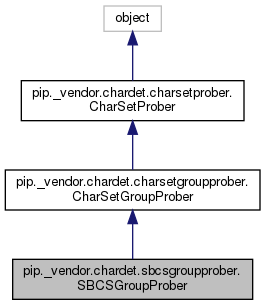 object
pip._vendor.chardet.charsetprober.
CharSetProber
pip._vendor.chardet.charsetgroupprober.
CharSetGroupProber
pip._vendor.chardet.sbcsgroupprober.
SBCSGroupProber